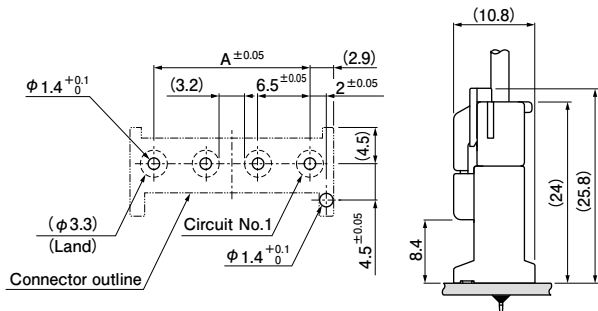 A ±0.05
(2.9)
(10.8)
φ1.4 +0.1 0
(3.2)
6.5 ±0.05
2 ±0.05
(4.5)
(φ3.3)
(Land)
Circuit No.1
φ1.4 +0.1 0
4.5 ±0.05
Connector outline
8.4
(24)
(25.8)